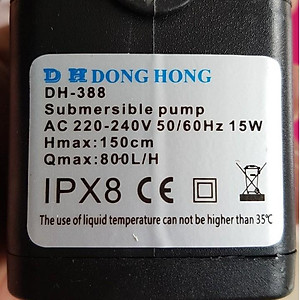 DH DONG HONG
DH-388
Submersible pump
AC 220-240V 50/60Hz 15W
Hmax:150cm
Qmax:800L/H
IPX8 CE
The use of liquid temperature can not be higher than 35℃